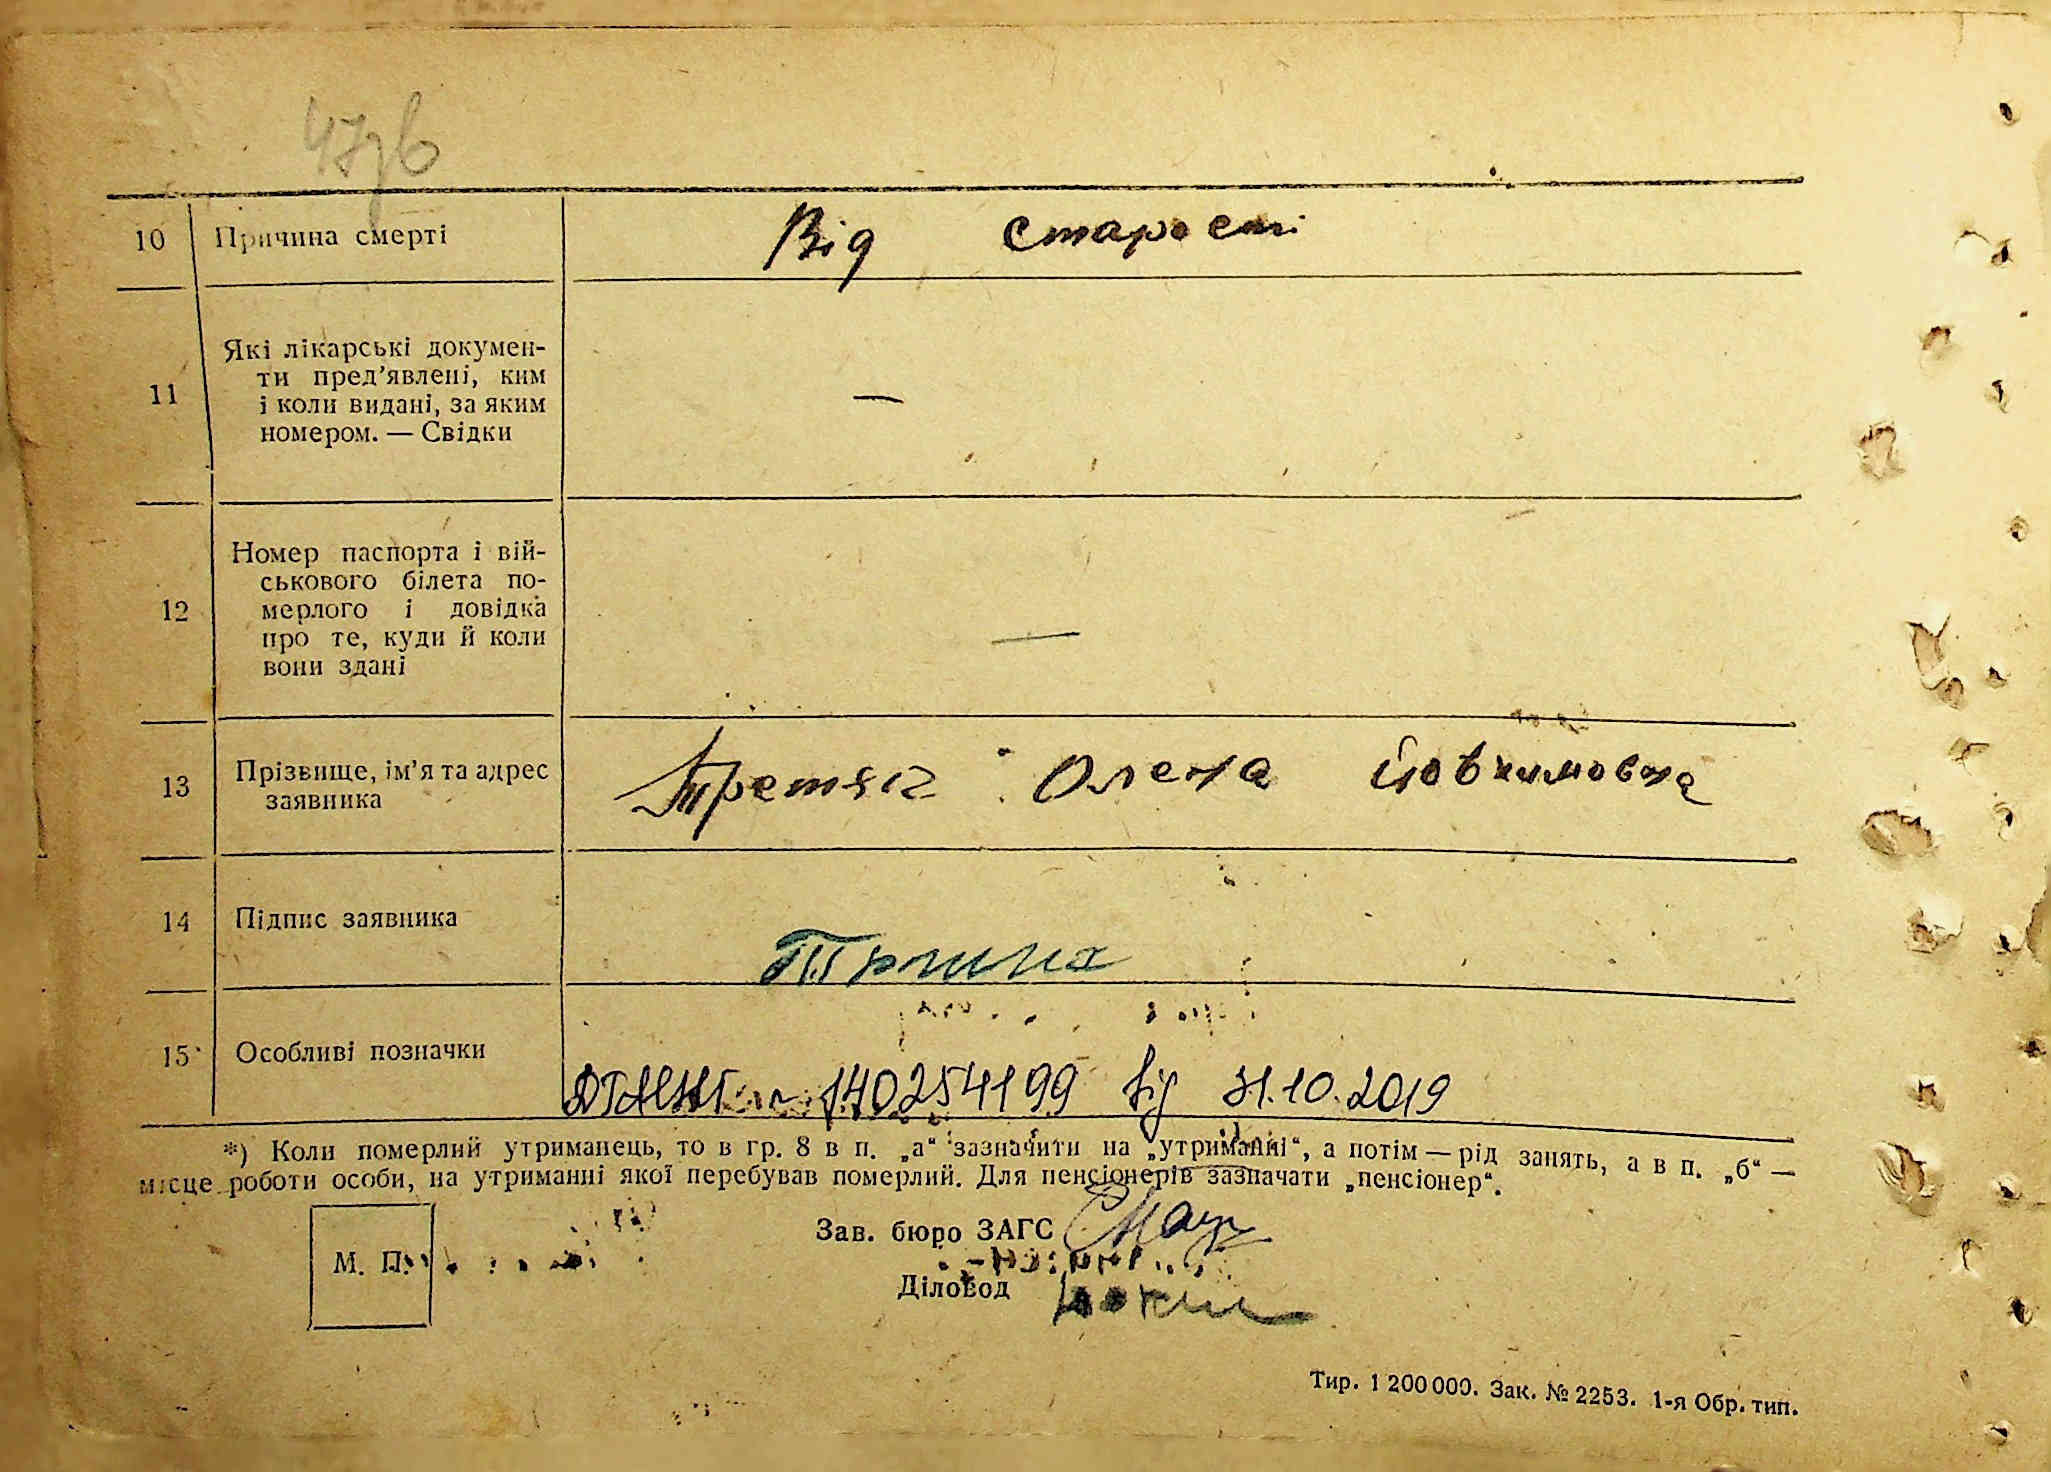 47зв
10 Причина смерті Від старості
11 Які лікарські докумен-
ти пред'явлені, ким
і коли видані, за яким
номером. — Свідки
—
12 Номер паспорта і вій-
ськового білета по-
мерлого і довідка
про те, куди й коли
вони здані
—
13 Прізвище, ім'я та адрес
заявника
Третяк Олена Йовхимовна
14 Підпис заявника
15 Особливі позначки
140254199 від 31.10.2019
*) Коли померлий утриманець, то в гр. 8 в п. „а“ зазначити на „утриманні“, а потім — рід занять, а в п. „б“ —
місце роботи особи, на утриманні якої перебував померлий. Для пенсіонерів зазначати „пенсіонер“.
Зав. бюро ЗАГС
М. П.
Діловод
Тир. 1 200 000. Зак. № 2253. 1-я Обр. тип.